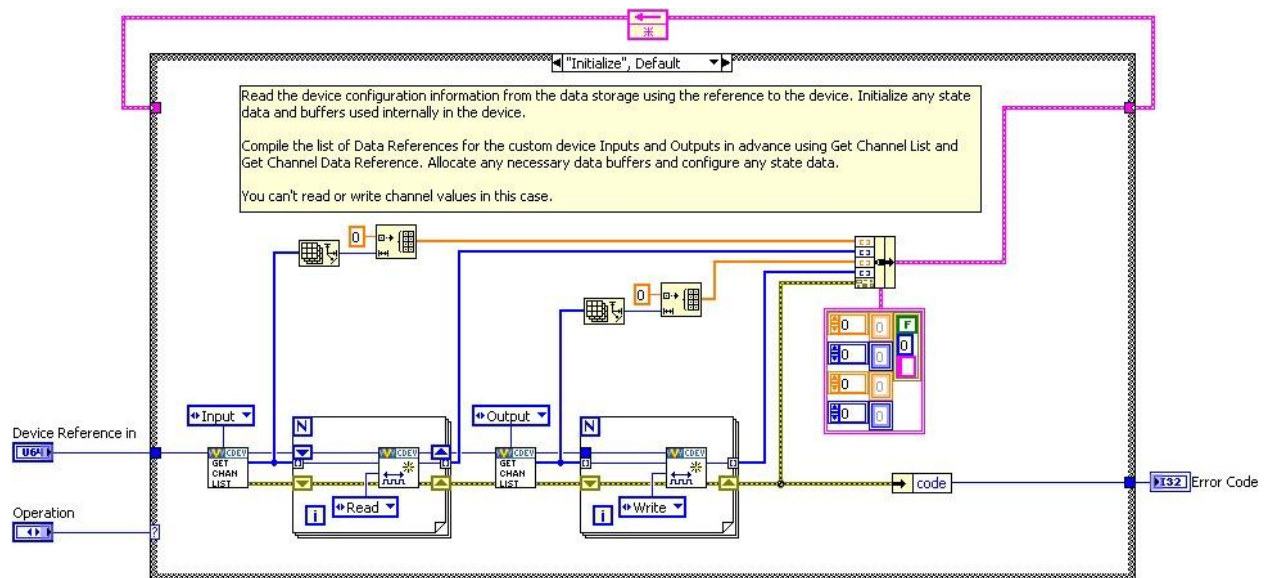 "Initialize", Default
Read the device configuration information from the data storage using the reference to the device. Initialize any state
data and buffers used internally in the device.
Compile the list of Data References for the custom device Inputs and Outputs in advance using Get Channel List and
Get Channel Data Reference. Allocate any necessary data buffers and configure any state data.
You can't read or write channel values in this case.
0
0
0 0 F
0 0 0
0 0
0 0
Input
Output
Device Reference in
U64
N
N
CDEV
GET
CHAN
LIST
CDEV
CDEV
GET
CHAN
LIST
CDEV
Read
Write
i
i
code
I32 Error Code
Operation
?